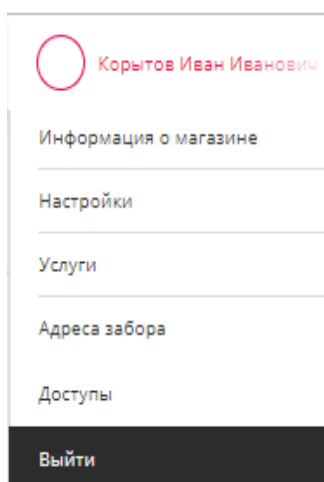 Корытов Иван Иванович
Информация о магазине
Настройки
Услуги
Адреса забора
Доступы
Выйти